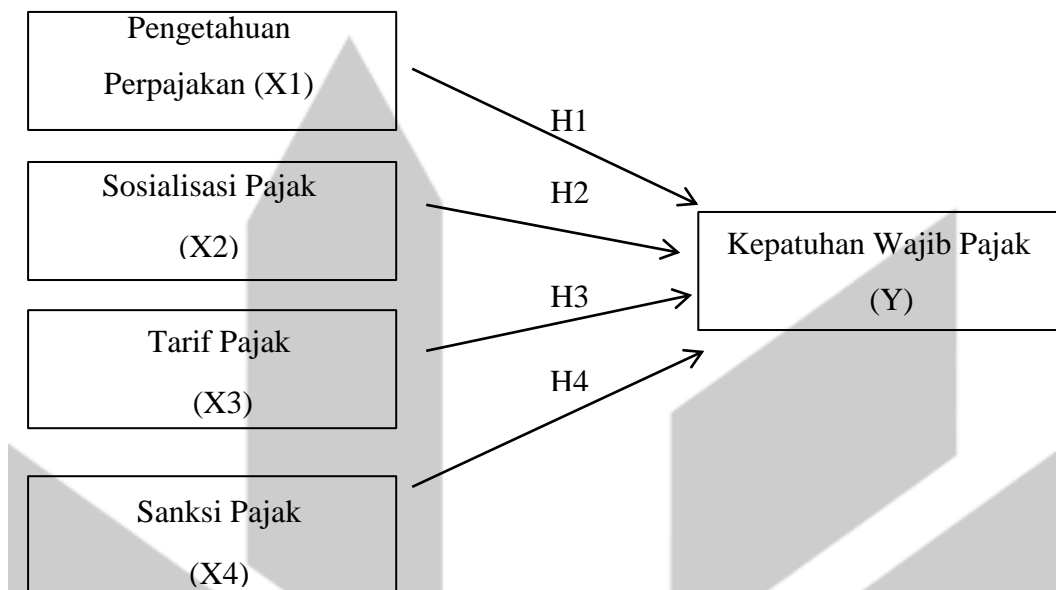 Pengetahuan
Perpajakan (X1)
H1
Sosialisasi Pajak
(X2)
H2
Kepatuhan Wajib Pajak
(Y)
Tarif Pajak
(X3)
H3
H4
Sanksi Pajak
(X4)